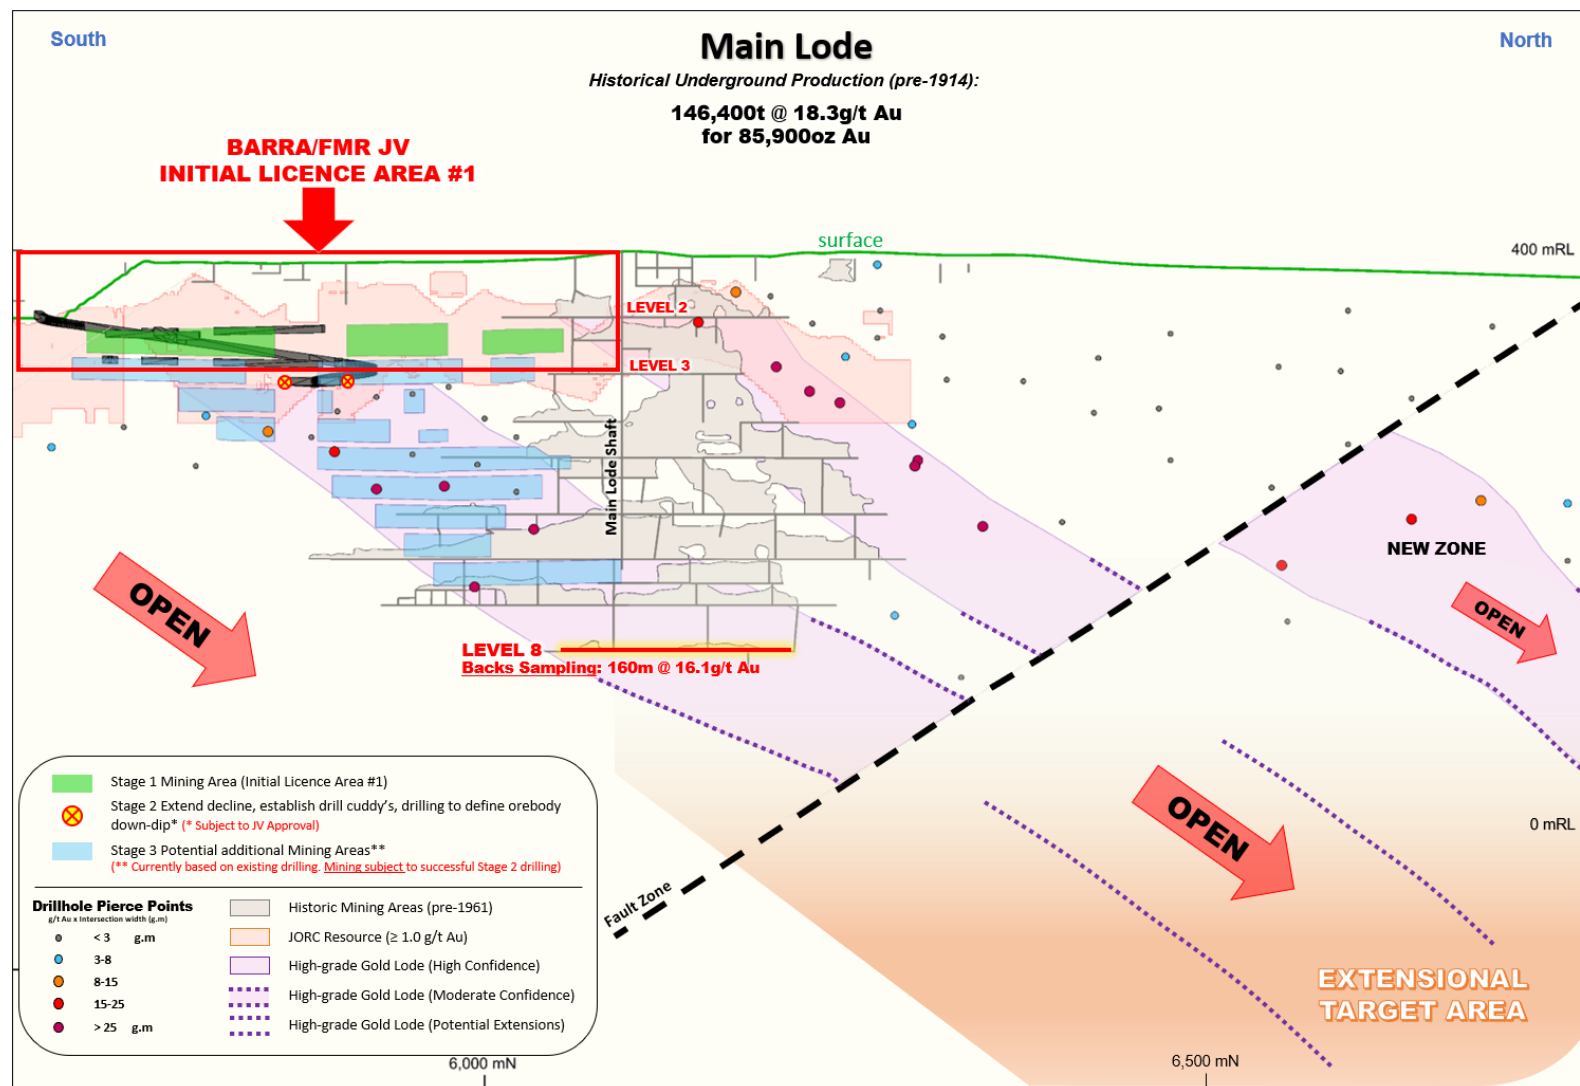 South
Main Lode
North
Historical Underground Production (pre-1914):
146,400t @ 18.3g/t Au
for 85,900oz Au
BARRA/FMR JV
INITIAL LICENCE AREA #1
surface
400 mRL
LEVEL 2
LEVEL 3
Main Lode Shaft
NEW ZONE
OPEN
OPEN
LEVEL 8
Backs Sampling: 160m @ 16.1g/t Au
OPEN
0 mRL
Fault Zone
EXTENSIONAL
TARGET AREA
Stage 1 Mining Area (Initial Licence Area #1)
Stage 2 Extend decline, establish drill cuddy's, drilling to define orebody
down-dip* (* Subject to JV Approval)
Stage 3 Potential additional Mining Areas**
(** Currently based on existing drilling. Mining subject to successful Stage 2 drilling)
Drillhole Pierce Points
g/t Au x Intersection width (g.m)
< 3 g.m
3-8
8-15
15-25
> 25 g.m
Historic Mining Areas (pre-1961)
JORC Resource (≥ 1.0 g/t Au)
High-grade Gold Lode (High Confidence)
High-grade Gold Lode (Moderate Confidence)
High-grade Gold Lode (Potential Extensions)
6,000 mN
6,500 mN